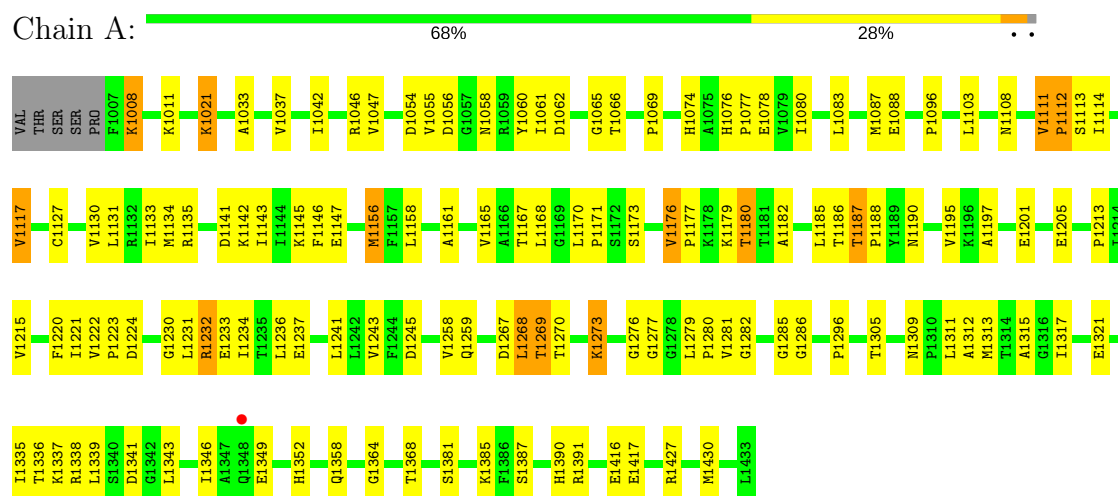 Chain A:
68% 28% • •
VAL THR SER SER PRO F1007 K1008 K1011 K1021 A1033 V1037 I1042 R1046 V1047 D1054 V1055 D1056 G1057 N1058 R1059 Y1060 I1061 D1062 G1065 T1066 P1069 H1074 A1075 H1076 P1077 E1078 V1079 I1080 L1083 M1087 E1088 P1096 L1103 N1108 V1111 P1112 S1113 I1114
V1117 C1127 V1130 L1131 R1132 I1133 M1134 R1135 D1141 K1142 I1143 I1144 K1145 F1146 E1147 M1156 F1157 L1158 A1161 V1165 A1166 T1167 L1168 G1169 L1170 P1171 S1172 S1173 V1176 P1177 K1178 K1179 T1180 T1181 A1182 L1185 T1186 T1187 P1188 Y1189 N1190 V1195 K1196 A1197 E1201 E1205 P1213 I1214
V1215 F1220 I1221 V1222 P1223 D1224 G1230 L1231 R1232 E1233 I1234 T1235 L1236 E1237 L1241 L1242 V1243 F1244 D1245 V1258 Q1259 D1267 L1268 T1269 T1270 K1273 G1276 G1277 G1278 L1279 P1280 V1281 G1282 G1285 G1286 P1296 T1305 N1309 P1310 L1311 A1312 M1313 T1314 A1315 G1316 I1317 E1321
I1335 T1336 K1337 R1338 L1339 S1340 D1341 G1342 L1343 I1346 A1347 Q1348 E1349 H1352 Q1358 G1364 T1368 S1381 K1385 F1386 S1387 H1390 R1391 E1416 E1417 R1427 M1430 L1433